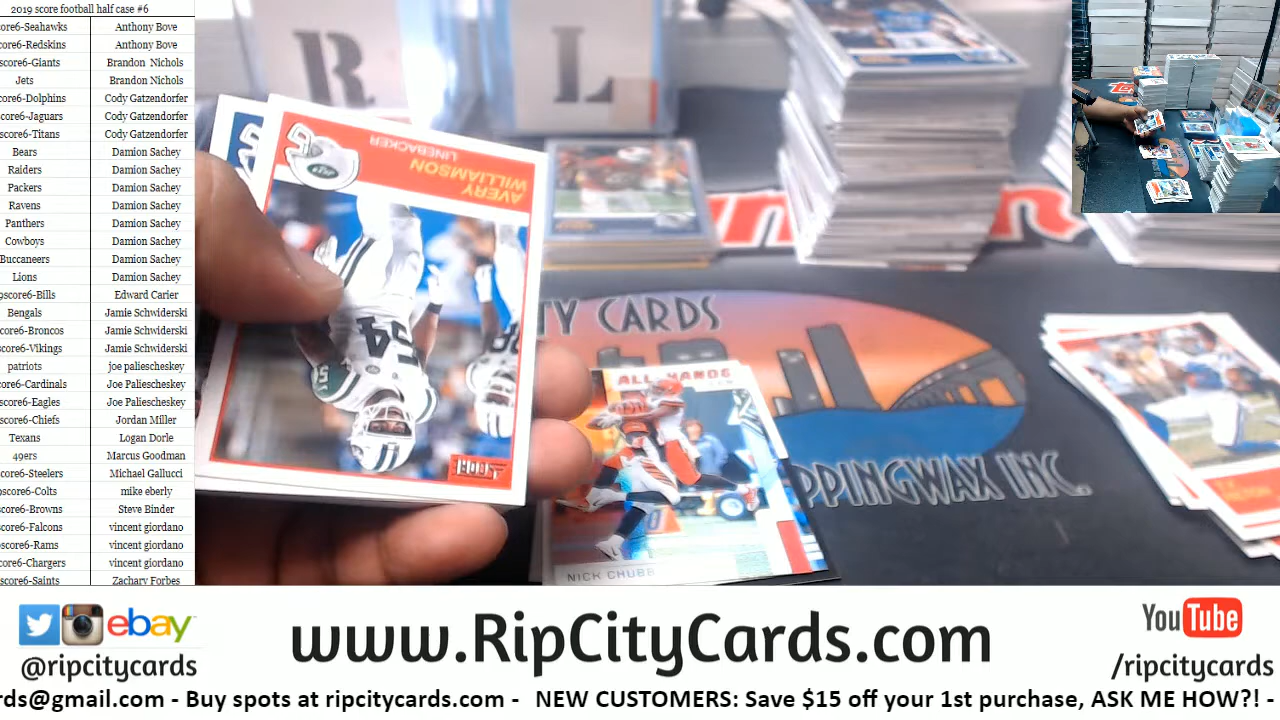 2019 score football half case #6
ore6-Seahawks Anthony Bove
core6-Redskins Anthony Bove
score6-Giants Brandon Nichols
Jets Brandon Nichols
core6-Dolphins Cody Gatzendorfer
core6-Jaguars Cody Gatzendorfer
score6-Titans Cody Gatzendorfer
Bears Damion Sachey
Raiders Damion Sachey
Packers Damion Sachey
Ravens Damion Sachey
Panthers Damion Sachey
Cowboys Damion Sachey
Buccaneers Damion Sachey
Lions Damion Sachey
9score6-Bills Edward Carier
Bengals Jamie Schwiderski
core6-Broncos Jamie Schwiderski
core6-Vikings Jamie Schwiderski
patriots joe paliescheskey
core6-Cardinals Joe Paliescheskey
core6-Eagles Joe Paliescheskey
score6-Chiefs Jordan Miller
Texans Logan Dorle
49ers Marcus Goodman
core6-Steelers Michael Gallucci
9score6-Colts mike eberly
score6-Browns Steve Binder
core6-Falcons vincent giordano
score6-Rams vincent giordano
core6-Chargers vincent giordano
score6-Saints Zachary Forbes
R
L
LINEBACKER
AVERY
WILLIAMSON
JETS
54
SCORE
TY CARDS
PPINGWAX INC.
ALL-HANDS
TEAM
NICK CHUBB
ebay
@ripcitycards
www.RipCityCards.com
YouTube
/ripcitycards
rds@gmail.com - Buy spots at ripcitycards.com - NEW CUSTOMERS: Save $15 off your 1st purchase, ASK ME HOW?! -